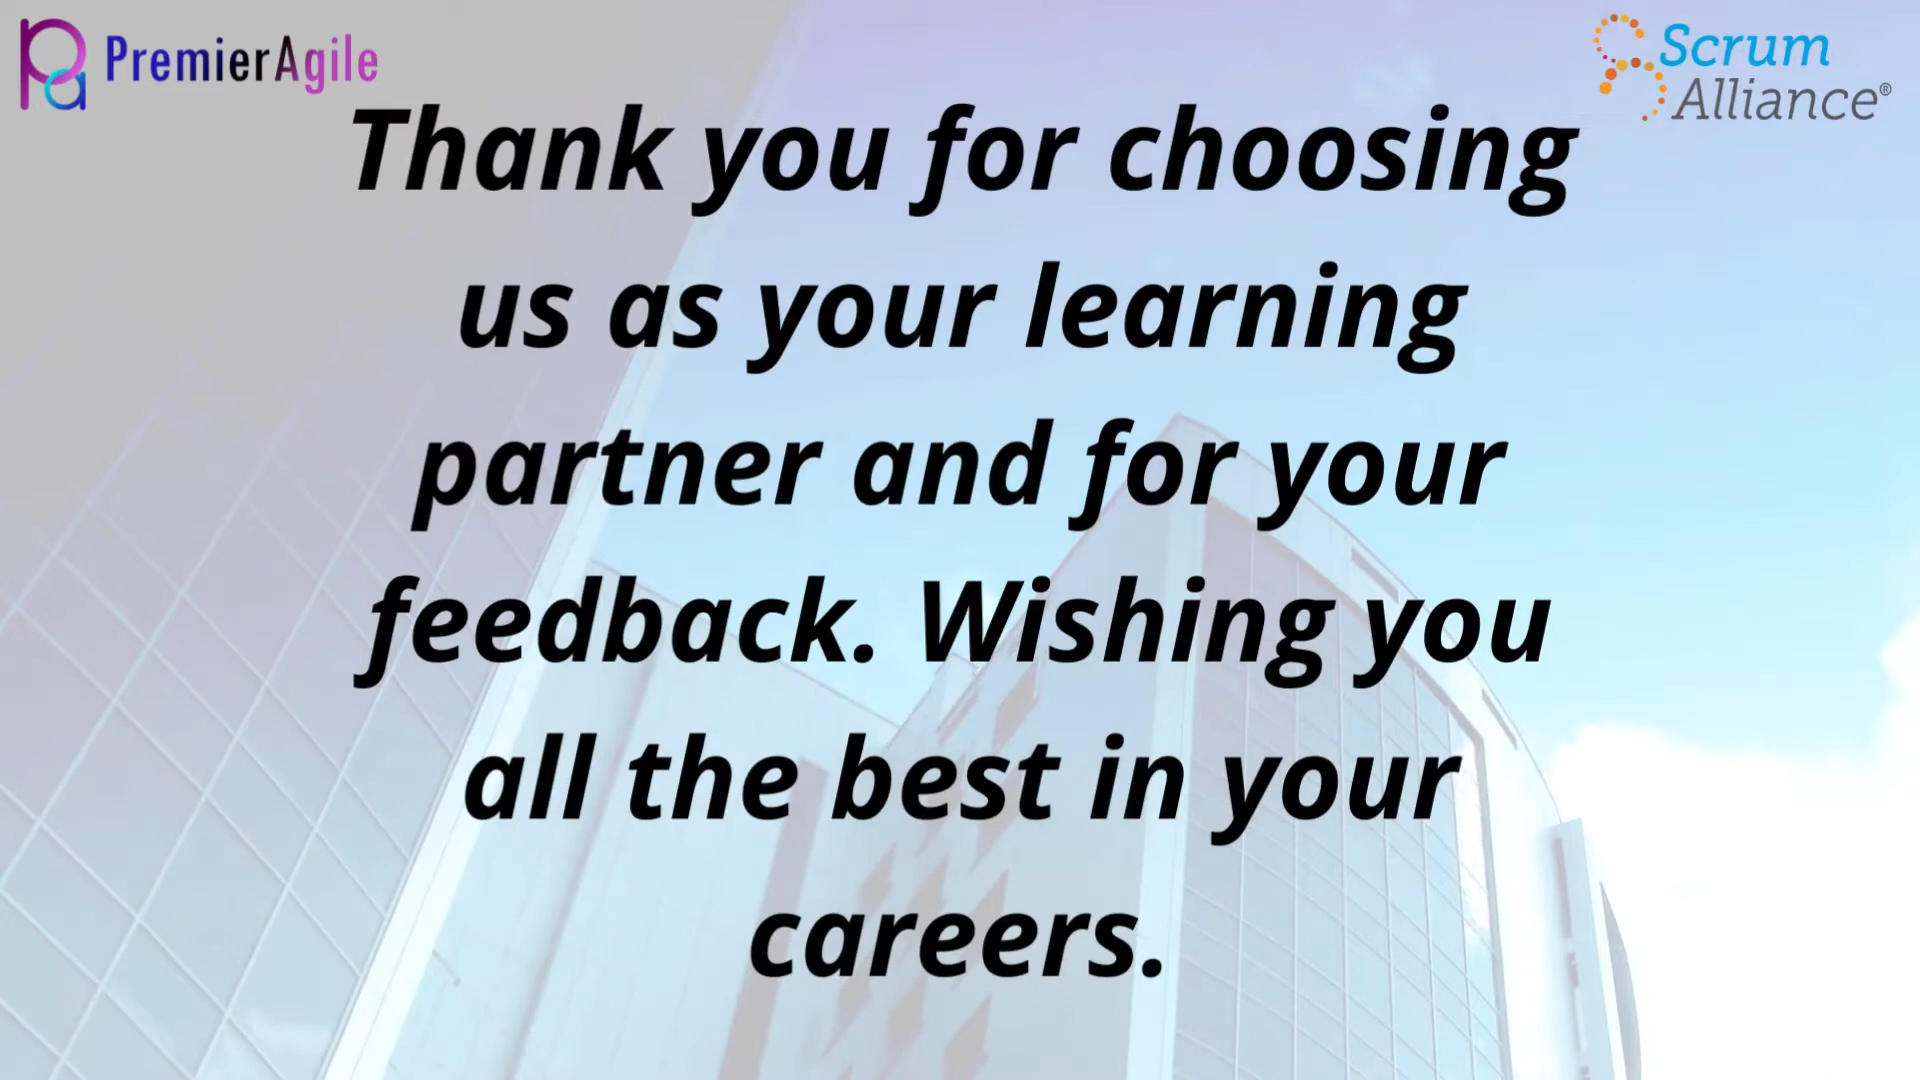 PremierAgile
Scrum
Alliance®
Thank you for choosing
us as your learning
partner and for your
feedback. Wishing you
all the best in your
careers.